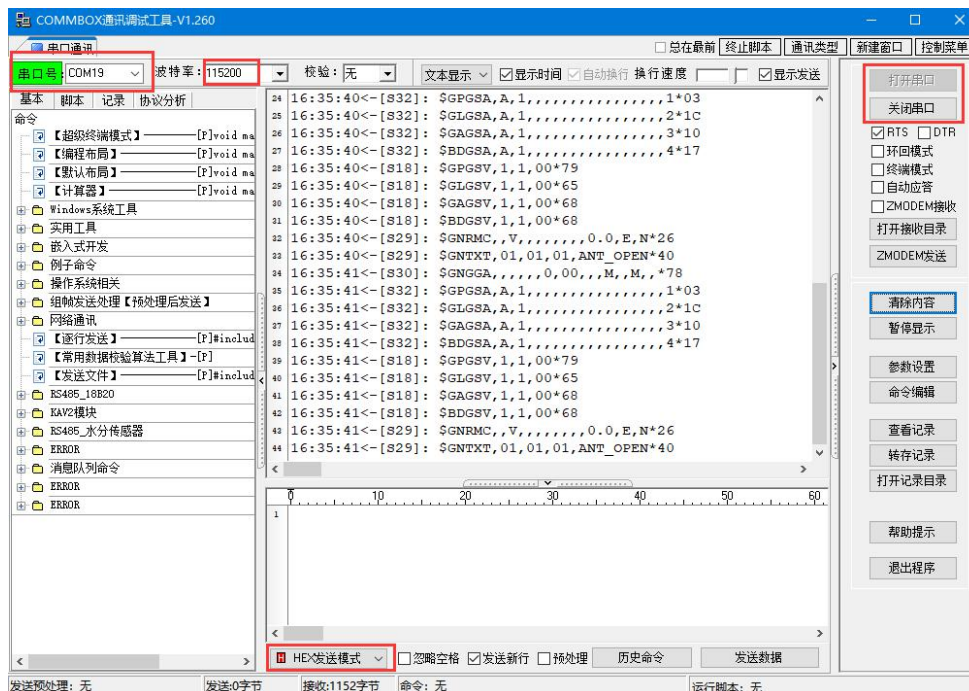 COMMBOX通讯调试工具-V1.260
串口通讯
总在最前 终止脚本 通讯类型 新建窗口 控制菜单
串口号: COM19 波特率: 115200 校验: 无 文本显示 显示时间 自动换行 换行速度 显示发送
打开串口
关闭串口
RTS DTR
环回模式
终端模式
自动应答
ZMODEM接收
打开接收目录
ZMODEM发送
清除内容
暂停显示
参数设置
命令编辑
查看记录
转存记录
打开记录目录
帮助提示
退出程序
基本 脚本 记录 协议分析
命令
【超级终端模式】————[P]void ma
【编程布局】————[P]void ma
【默认布局】————[P]void ma
【计算器】————[P]void ma
Windows系统工具
实用工具
嵌入式开发
例子命令
操作系统相关
组帧发送处理【预处理后发送】
网络通讯
【逐行发送】————[P]#includ
【常用数据校验算法工具】-[P]
【发送文件】————[P]#includ
RS485_18B20
KAV2模块
RS485_水分传感器
ERROR
消息队列命令
ERROR
ERROR
24 16:35:40<-[S32]: $GPGSA,A,1,,,,,,,,,,,,,,,,1*03
25 16:35:40<-[S32]: $GLGSA,A,1,,,,,,,,,,,,,,,,2*1C
26 16:35:40<-[S32]: $GAGSA,A,1,,,,,,,,,,,,,,,,3*10
27 16:35:40<-[S32]: $BDGSA,A,1,,,,,,,,,,,,,,,,4*17
28 16:35:40<-[S18]: $GPGSV,1,1,00*79
29 16:35:40<-[S18]: $GLGSV,1,1,00*65
30 16:35:40<-[S18]: $GAGSV,1,1,00*68
31 16:35:40<-[S18]: $BDGSV,1,1,00*68
32 16:35:40<-[S29]: $GNRMC,,V,,,,,,,,0.0,E,N*26
33 16:35:40<-[S29]: $GNTXT,01,01,01,ANT_OPEN*40
34 16:35:41<-[S30]: $GNGGA,,,,,,0,00,,,M,,M,,*78
35 16:35:41<-[S32]: $GPGSA,A,1,,,,,,,,,,,,,,,,1*03
36 16:35:41<-[S32]: $GLGSA,A,1,,,,,,,,,,,,,,,,2*1C
37 16:35:41<-[S32]: $GAGSA,A,1,,,,,,,,,,,,,,,,3*10
38 16:35:41<-[S32]: $BDGSA,A,1,,,,,,,,,,,,,,,,4*17
39 16:35:41<-[S18]: $GPGSV,1,1,00*79
40 16:35:41<-[S18]: $GLGSV,1,1,00*65
41 16:35:41<-[S18]: $GAGSV,1,1,00*68
42 16:35:41<-[S18]: $BDGSV,1,1,00*68
43 16:35:41<-[S29]: $GNRMC,,V,,,,,,,,0.0,E,N*26
44 16:35:41<-[S29]: $GNTXT,01,01,01,ANT_OPEN*40
0 10 20 30 40 50 60
1
HEX发送模式 忽略空格 发送新行 预处理 历史命令 发送数据
发送预处理: 无 发送:0字节 接收:1152字节 命令: 无 运行脚本: 无